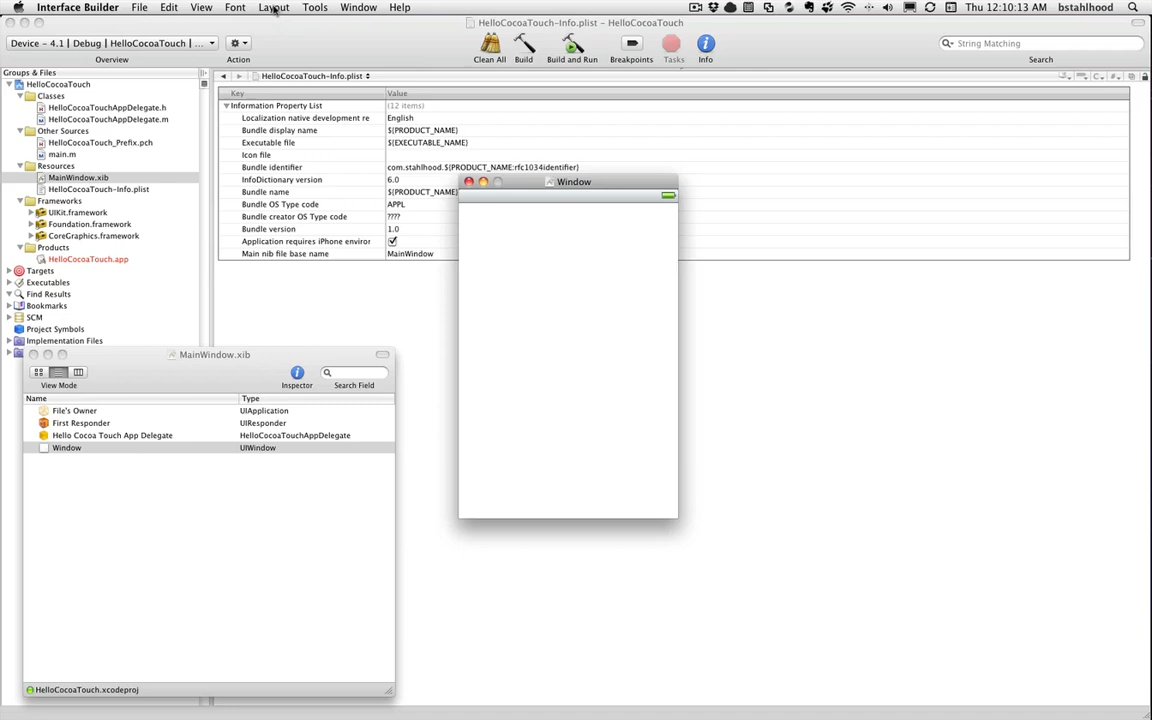 Interface Builder File Edit View Font Layout Tools Window Help Thu 12:10:13 AM bstahlhood
HelloCocoaTouch-Info.plist - HelloCocoaTouch
Device - 4.1 | Debug | HelloCocoaTouch | ...
String Matching
Overview Action Clean All Build Build and Run Breakpoints Tasks Info Search
Groups & Files
HelloCocoaTouch-Info.plist
HelloCocoaTouch
Classes
HelloCocoaTouchAppDelegate.h
HelloCocoaTouchAppDelegate.m
Other Sources
HelloCocoaTouch_Prefix.pch
main.m
Resources
MainWindow.xib
HelloCocoaTouch-Info.plist
Frameworks
UIKit.framework
Foundation.framework
CoreGraphics.framework
Products
HelloCocoaTouch.app
Targets
Executables
Find Results
Bookmarks
SCM
Project Symbols
Implementation Files
Key Value
Information Property List (12 items)
Localization native development re English
Bundle display name ${PRODUCT_NAME}
Executable file ${EXECUTABLE_NAME}
Icon file
Bundle identifier com.stahlhood.${PRODUCT_NAME:rfc1034identifier}
InfoDictionary version 6.0
Bundle name ${PRODUCT_NAME}
Bundle OS Type code APPL
Bundle creator OS Type code ????
Bundle version 1.0
Application requires iPhone enviror
Main nib file base name MainWindow
Window
MainWindow.xib
View Mode Inspector Search Field
Name Type
File's Owner UIApplication
First Responder UIResponder
Hello Cocoa Touch App Delegate HelloCocoaTouchAppDelegate
Window UIWindow
HelloCocoaTouch.xcodeproj